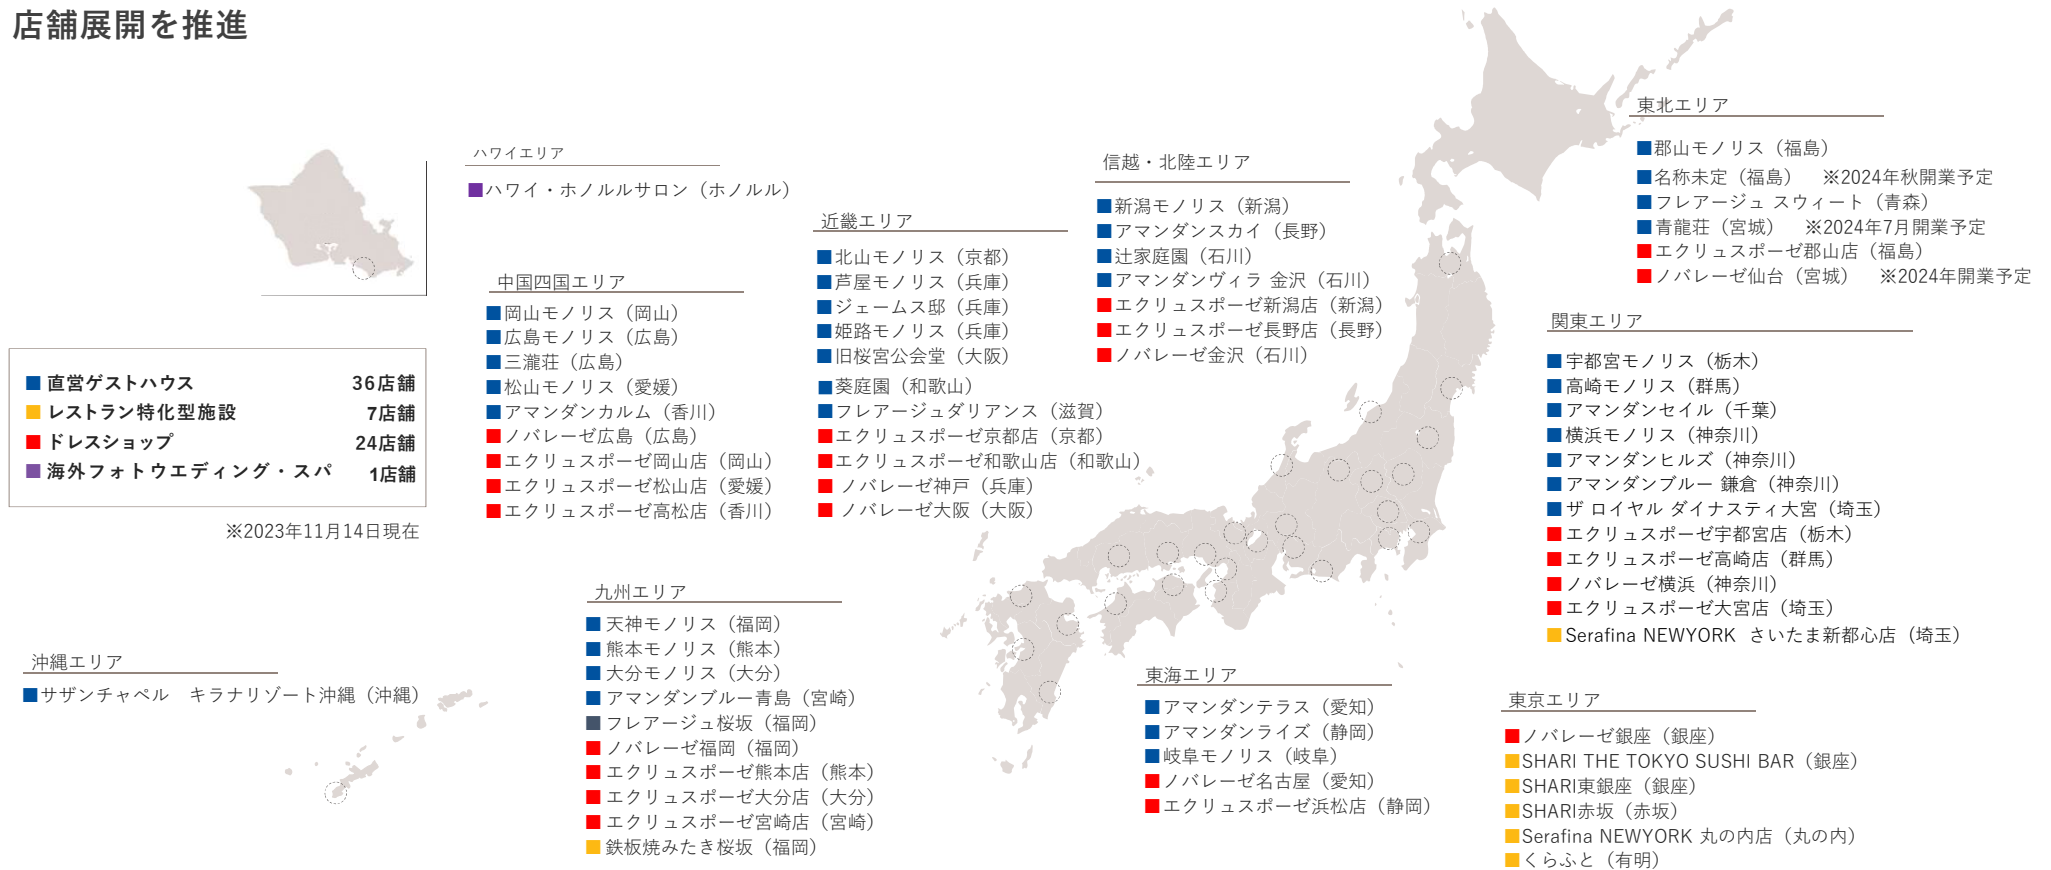 店舗展開を推進
ハワイエリア
■ハワイ・ホノルルサロン（ホノルル）
■直営ゲストハウス 36店舗
■レストラン特化型施設 7店舗
■ドレスショップ 24店舗
■海外フォトウエディング・スパ 1店舗
※2023年11月14日現在
中国四国エリア
■岡山モノリス（岡山）
■広島モノリス（広島）
■三瀧荘（広島）
■松山モノリス（愛媛）
■アマンダンカルム（香川）
■ノバレーゼ広島（広島）
■エクリュスポーゼ岡山店（岡山）
■エクリュスポーゼ松山店（愛媛）
■エクリュスポーゼ高松店（香川）
近畿エリア
■北山モノリス（京都）
■芦屋モノリス（兵庫）
■ジェームス邸（兵庫）
■姫路モノリス（兵庫）
■旧桜宮公会堂（大阪）
■葵庭園（和歌山）
■フレアージュダリアンス（滋賀）
■エクリュスポーゼ京都店（京都）
■エクリュスポーゼ和歌山店（和歌山）
■ ノバレーゼ神戸（兵庫）
■ ノバレーゼ大阪（大阪）
信越・北陸エリア
■新潟モノリス（新潟）
■アマンダンスカイ（長野）
■辻家庭園（石川）
■アマンダンヴィラ 金沢（石川）
■エクリュスポーゼ新潟店（新潟）
■エクリュスポーゼ長野店（長野）
■ノバレーゼ金沢（石川）
東北エリア
■郡山モノリス（福島）
■名称未定（福島）　※2024年秋開業予定
■フレアージュ スウィート（青森）
■青龍荘（宮城）　※2024年7月開業予定
■エクリュスポーゼ郡山店（福島）
■ノバレーゼ仙台（宮城）　※2024年開業予定
関東エリア
■宇都宮モノリス（栃木）
■高崎モノリス（群馬）
■アマンダンセイル（千葉）
■横浜モノリス（神奈川）
■アマンダンヒルズ（神奈川）
■アマンダンブルー 鎌倉（神奈川）
■ザ ロイヤル ダイナスティ大宮（埼玉）
■エクリュスポーゼ宇都宮店（栃木）
■エクリュスポーゼ高崎店（群馬）
■ノバレーゼ横浜（神奈川）
■エクリュスポーゼ大宮店（埼玉）
■Serafina NEWYORK さいたま新都心店（埼玉）
九州エリア
■天神モノリス（福岡）
■熊本モノリス（熊本）
■大分モノリス（大分）
■アマンダンブルー青島（宮崎）
■フレアージュ桜坂（福岡）
■ノバレーゼ福岡（福岡）
■エクリュスポーゼ熊本店（熊本）
■エクリュスポーゼ大分店（大分）
■エクリュスポーゼ宮崎店（宮崎）
■鉄板焼みたき桜坂（福岡）
沖縄エリア
■サザンチャペル　キラナリゾート沖縄（沖縄）
東海エリア
■アマンダンテラス（愛知）
■アマンダンライズ（静岡）
■岐阜モノリス（岐阜）
■ノバレーゼ名古屋（愛知）
■エクリュスポーゼ浜松店（静岡）
東京エリア
■ノバレーゼ銀座（銀座）
■SHARI THE TOKYO SUSHI BAR（銀座）
■SHARI東銀座（銀座）
■SHARI赤坂（赤坂）
■Serafina NEWYORK 丸の内店（丸の内）
■くらふと（有明）